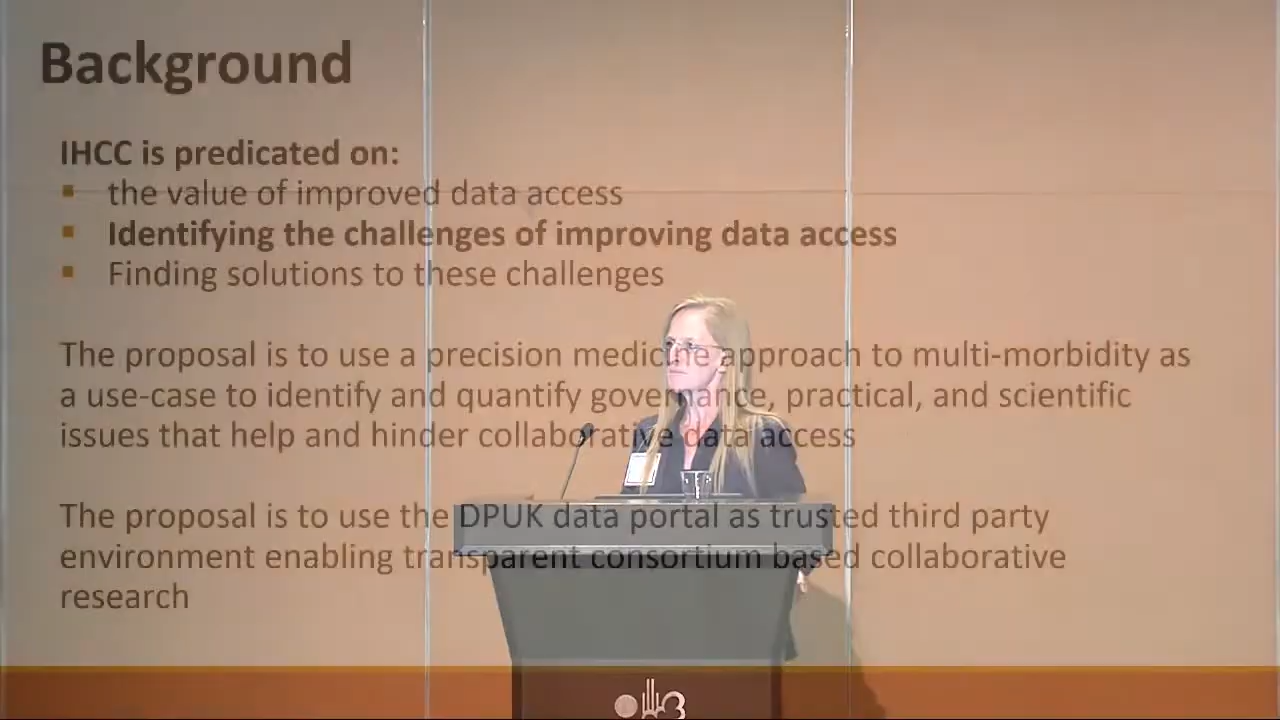 Background
IHCC is predicated on:
the value of improved data access
Identifying the challenges of improving data access
Finding solutions to these challenges
The proposal is to use a precision medicine approach to multi-morbidity as
a use-case to identify and quantify governance, practical, and scientific
issues that help and hinder collaborative data access
The proposal is to use the DPUK data portal as trusted third party
environment enabling transparent consortium based collaborative
research